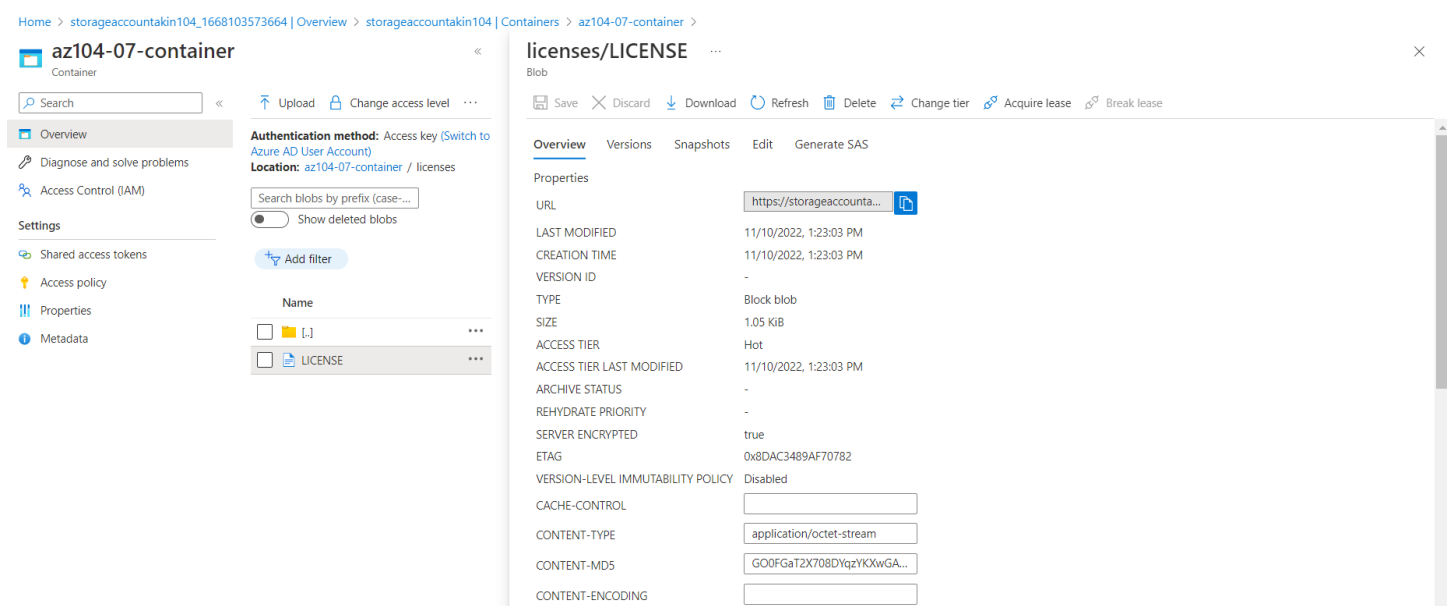 Home > storageaccountakin104_1668103573664 | Overview > storageaccountakin104 | Containers > az104-07-container >
az104-07-container
Container
«
Search
«
Overview
Diagnose and solve problems
Access Control (IAM)
Settings
Shared access tokens
Access policy
Properties
Metadata
Upload Change access level ...
Authentication method: Access key (Switch to
Azure AD User Account)
Location: az104-07-container / licenses
Search blobs by prefix (case-...
Show deleted blobs
Add filter
Name
[..] ...
LICENSE ...
licenses/LICENSE ...
Blob
Save Discard Download Refresh Delete Change tier Acquire lease Break lease
Overview Versions Snapshots Edit Generate SAS
Properties
URL https://storageaccounta...
LAST MODIFIED 11/10/2022, 1:23:03 PM
CREATION TIME 11/10/2022, 1:23:03 PM
VERSION ID -
TYPE Block blob
SIZE 1.05 KiB
ACCESS TIER Hot
ACCESS TIER LAST MODIFIED 11/10/2022, 1:23:03 PM
ARCHIVE STATUS -
REHYDRATE PRIORITY -
SERVER ENCRYPTED true
ETAG 0x8DAC3489AF70782
VERSION-LEVEL IMMUTABILITY POLICY Disabled
CACHE-CONTROL
CONTENT-TYPE application/octet-stream
CONTENT-MD5 GO0FGaT2X708DYqzYKXwGA...
CONTENT-ENCODING